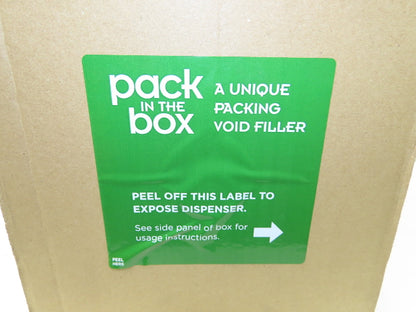 pack
IN THE
box
A UNIQUE
PACKING
VOID FILLER
PEEL OFF THIS LABEL TO
EXPOSE DISPENSER.
See side panel of box for
usage instructions.
PEEL
HERE